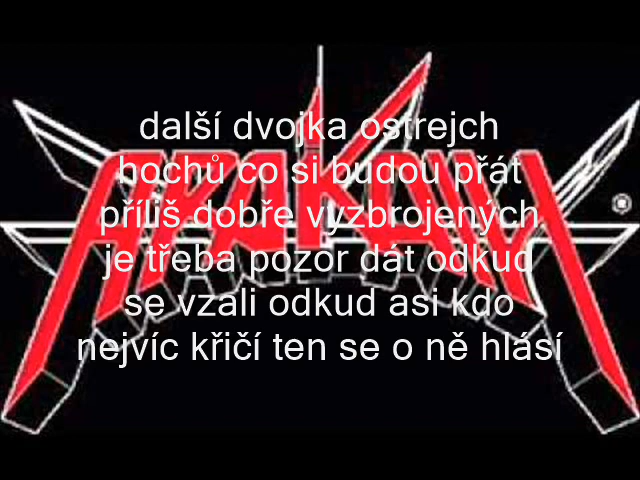 ARAKAIN
®
další dvojka ostrejch
hochů co si budou přát
příliš dobře vyzbrojených
je třeba pozor dát odkud
se vzali odkud asi kdo
nejvíc křičí ten se o ně hlásí